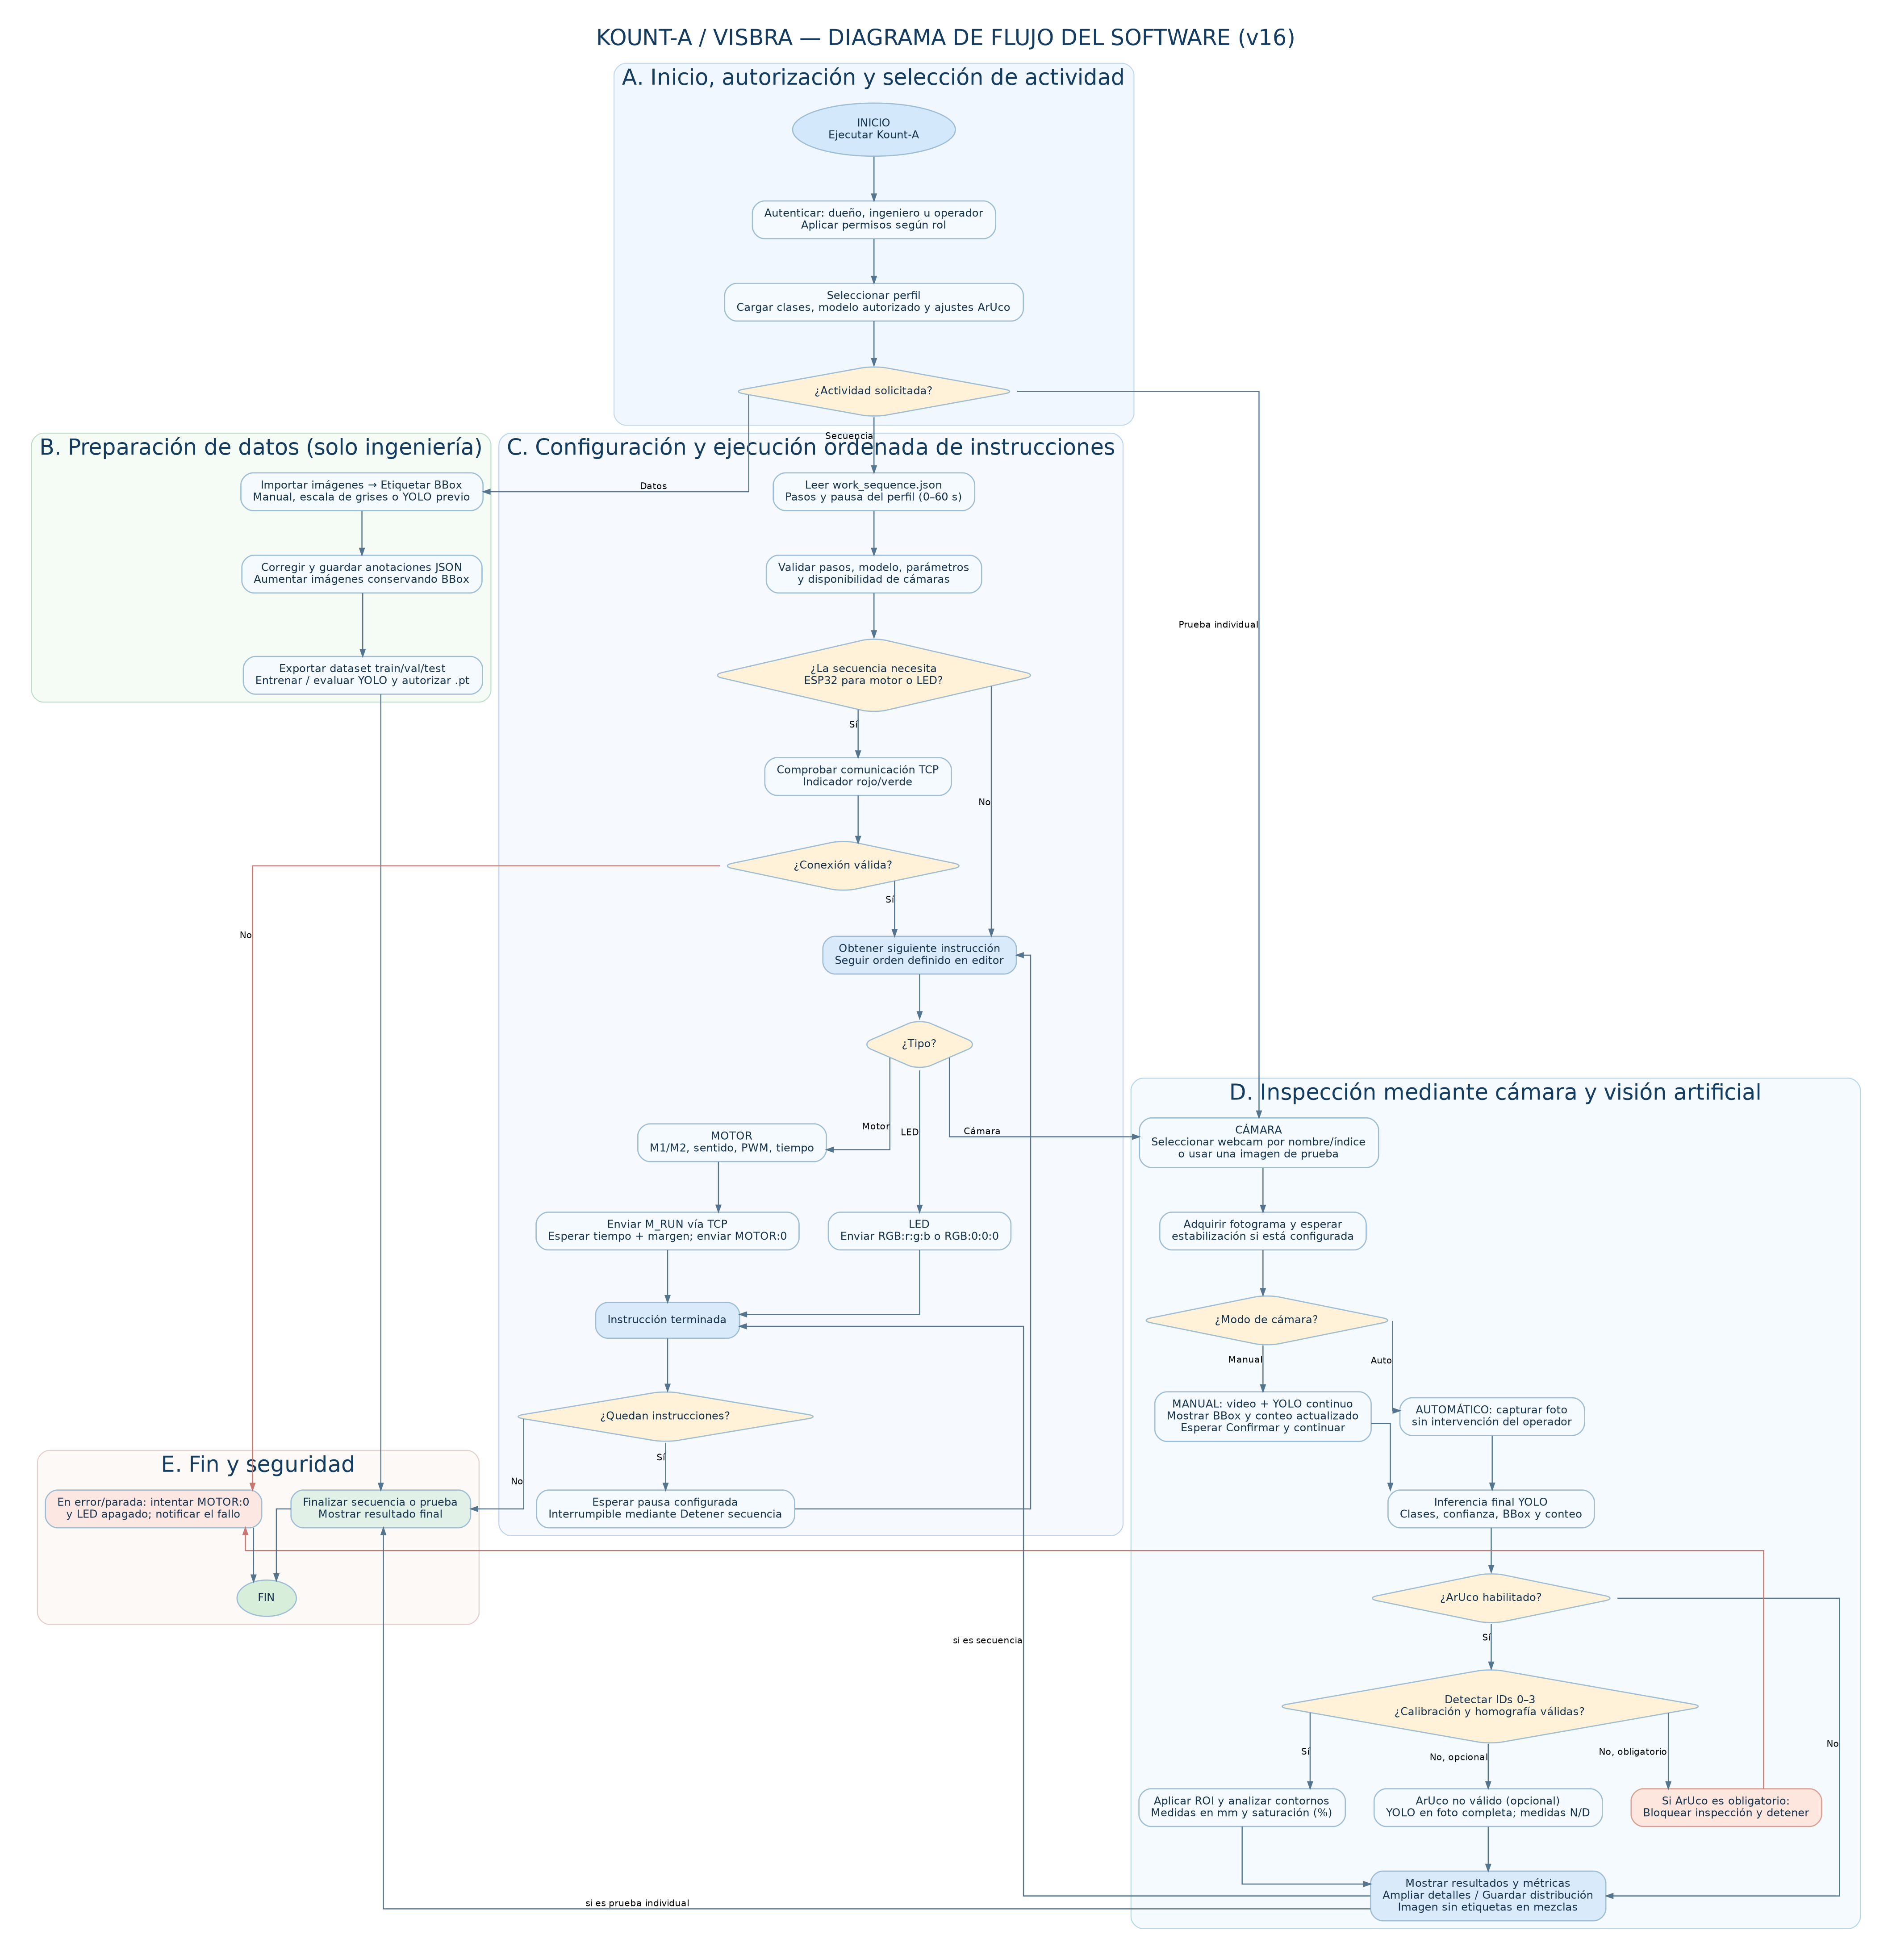 KOUNT-A / VISBRA — DIAGRAMA DE FLUJO DEL SOFTWARE (v16)
A. Inicio, autorización y selección de actividad
INICIO
Ejecutar Kount-A
Autenticar: dueño, ingeniero u operador
Aplicar permisos según rol
Seleccionar perfil
Cargar clases, modelo autorizado y ajustes ArUco
¿Actividad solicitada?
Secuencia
Datos
Prueba individual
B. Preparación de datos (solo ingeniería)
Importar imágenes → Etiquetar BBox
Manual, escala de grises o YOLO previo
Corregir y guardar anotaciones JSON
Aumentar imágenes conservando BBox
Exportar dataset train/val/test
Entrenar / evaluar YOLO y autorizar .pt
C. Configuración y ejecución ordenada de instrucciones
Leer work_sequence.json
Pasos y pausa del perfil (0–60 s)
Validar pasos, modelo, parámetros
y disponibilidad de cámaras
¿La secuencia necesita
ESP32 para motor o LED?
Sí
No
Comprobar comunicación TCP
Indicador rojo/verde
¿Conexión válida?
Sí
No
Obtener siguiente instrucción
Seguir orden definido en editor
¿Tipo?
Motor
LED
Cámara
MOTOR
M1/M2, sentido, PWM, tiempo
Enviar M_RUN vía TCP
Esperar tiempo + margen; enviar MOTOR:0
LED
Enviar RGB:r:g:b o RGB:0:0:0
Instrucción terminada
¿Quedan instrucciones?
Sí
No
Esperar pausa configurada
Interrumpible mediante Detener secuencia
D. Inspección mediante cámara y visión artificial
CÁMARA
Seleccionar webcam por nombre/índice
o usar una imagen de prueba
Adquirir fotograma y esperar
estabilización si está configurada
¿Modo de cámara?
Manual
Auto
MANUAL: video + YOLO continuo
Mostrar BBox y conteo actualizado
Esperar Confirmar y continuar
AUTOMÁTICO: capturar foto
sin intervención del operador
Inferencia final YOLO
Clases, confianza, BBox y conteo
¿ArUco habilitado?
Sí
No
Detectar IDs 0–3
¿Calibración y homografía válidas?
Sí
No, opcional
No, obligatorio
Aplicar ROI y analizar contornos
Medidas en mm y saturación (%)
ArUco no válido (opcional)
YOLO en foto completa; medidas N/D
Si ArUco es obligatorio:
Bloquear inspección y detener
Mostrar resultados y métricas
Ampliar detalles / Guardar distribución
Imagen sin etiquetas en mezclas
si es secuencia
si es prueba individual
E. Fin y seguridad
En error/parada: intentar MOTOR:0
y LED apagado; notificar el fallo
Finalizar secuencia o prueba
Mostrar resultado final
FIN